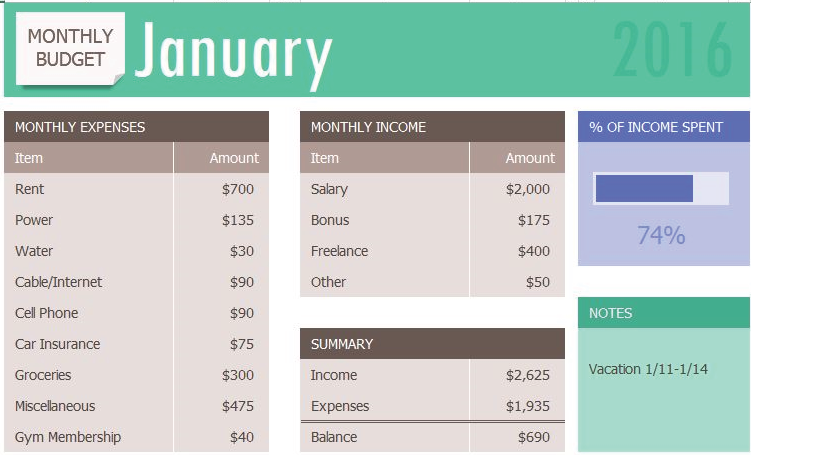 MONTHLY
BUDGET
January
2016
MONTHLY EXPENSES
Item Amount
Rent $700
Power $135
Water $30
Cable/Internet $90
Cell Phone $90
Car Insurance $75
Groceries $300
Miscellaneous $475
Gym Membership $40
MONTHLY INCOME
Item Amount
Salary $2,000
Bonus $175
Freelance $400
Other $50
SUMMARY
Income $2,625
Expenses $1,935
Balance $690
% OF INCOME SPENT
74%
NOTES
Vacation 1/11-1/14